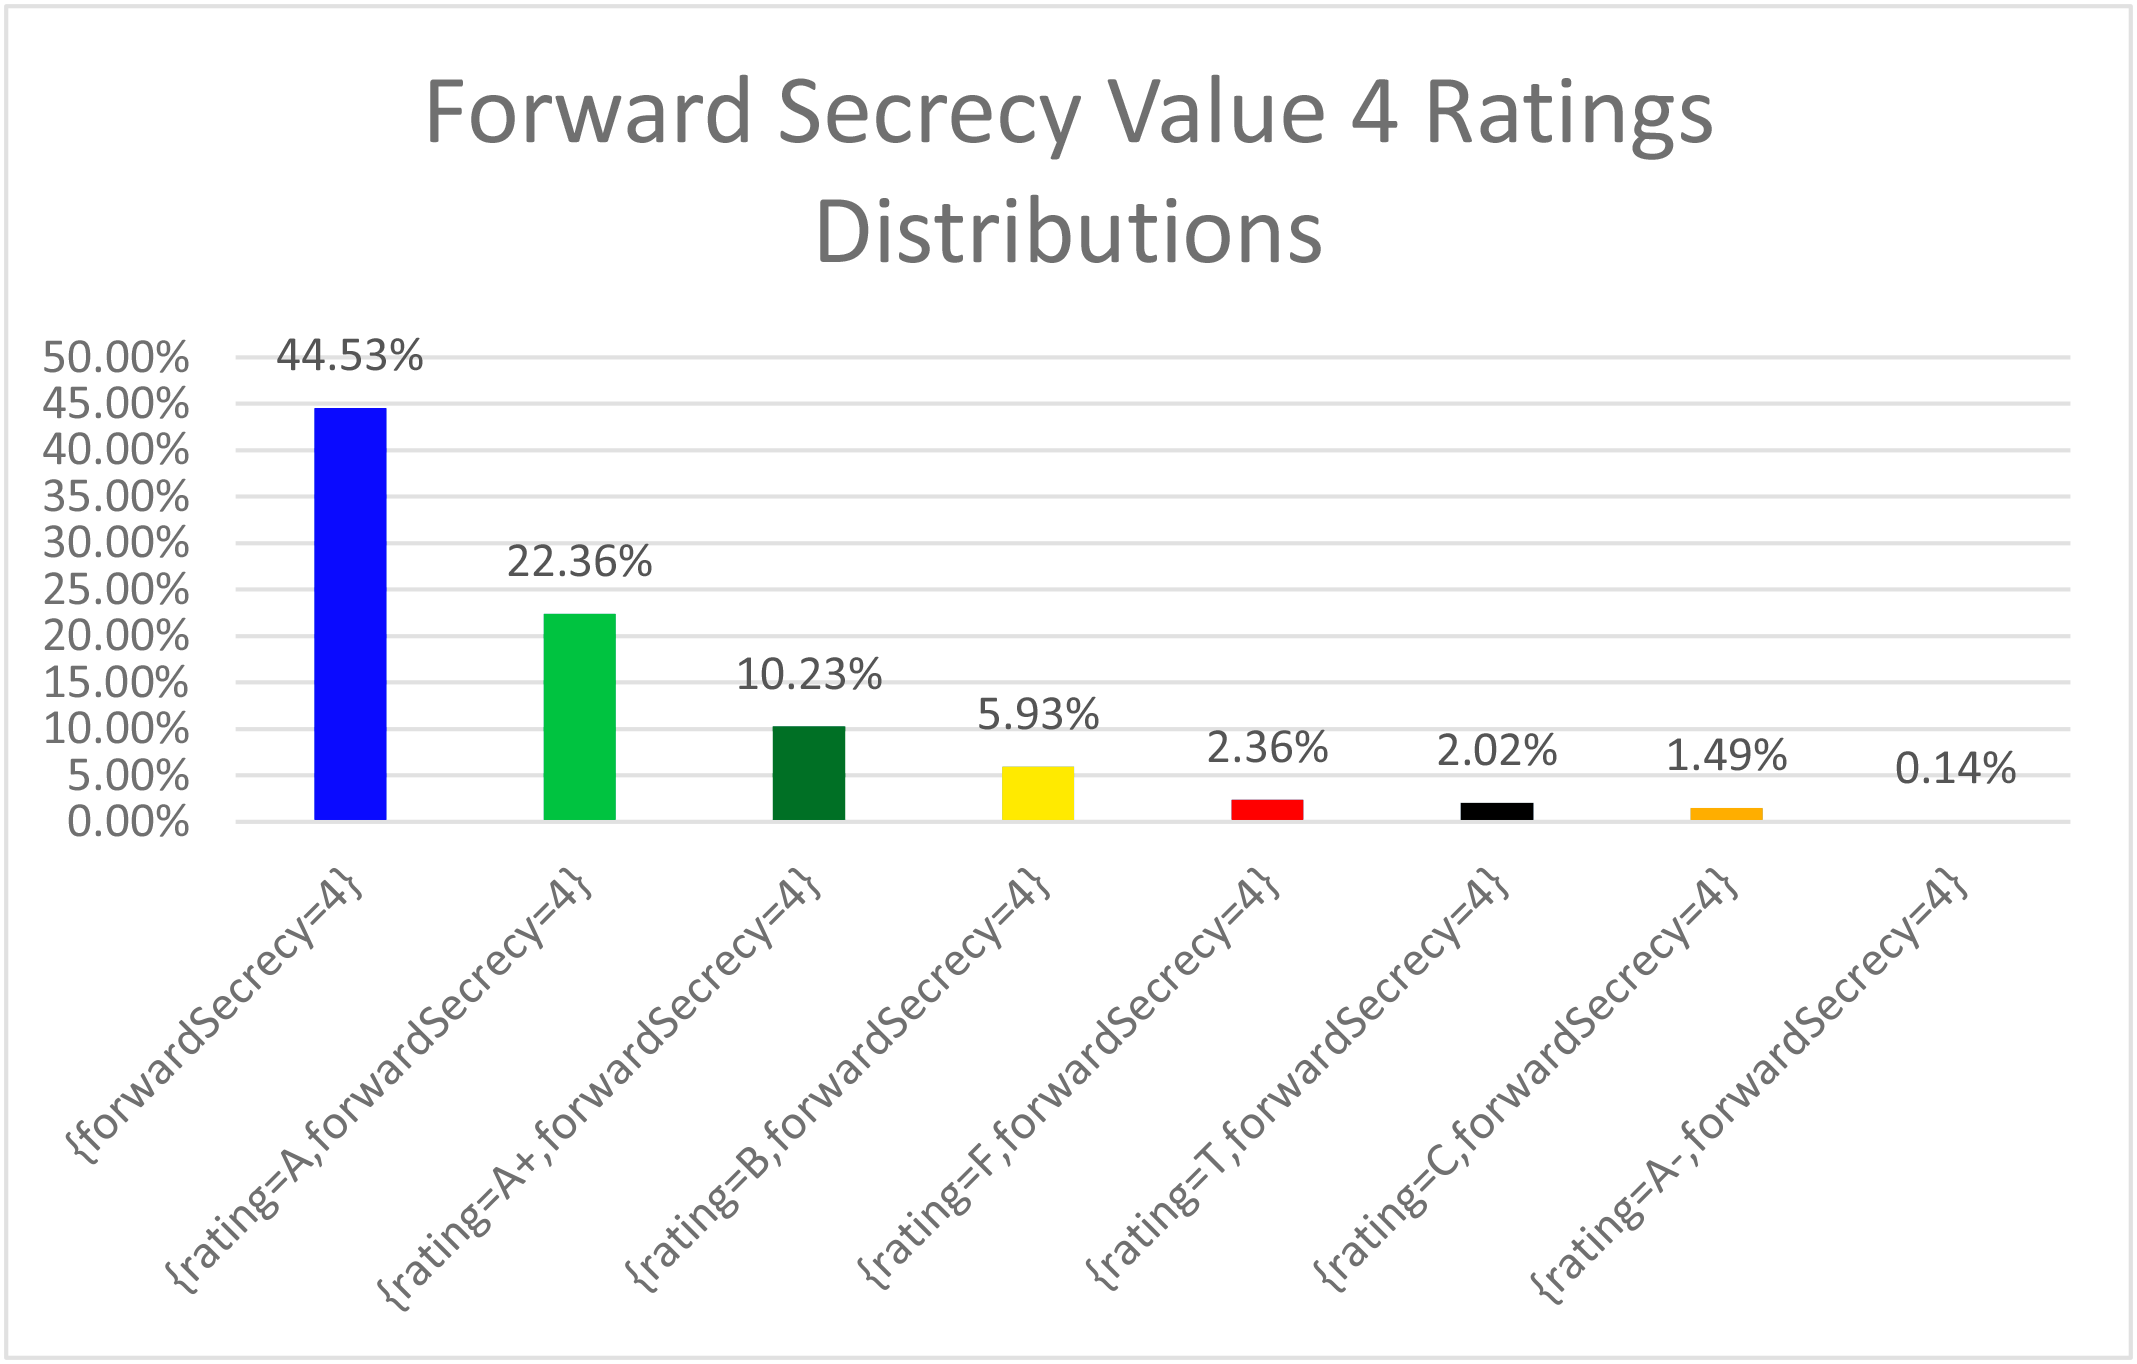 Forward Secrecy Value 4 Ratings
Distributions
50.00%
45.00%
40.00%
35.00%
30.00%
25.00%
20.00%
15.00%
10.00%
5.00%
0.00%
44.53%
22.36%
10.23%
5.93%
2.36%
2.02%
1.49%
0.14%
{forwardSecrecy=4}
{rating=A,forwardSecrecy=4}
{rating=A+,forwardSecrecy=4}
{rating=B,forwardSecrecy=4}
{rating=F,forwardSecrecy=4}
{rating=T,forwardSecrecy=4}
{rating=C,forwardSecrecy=4}
{rating=A-,forwardSecrecy=4}